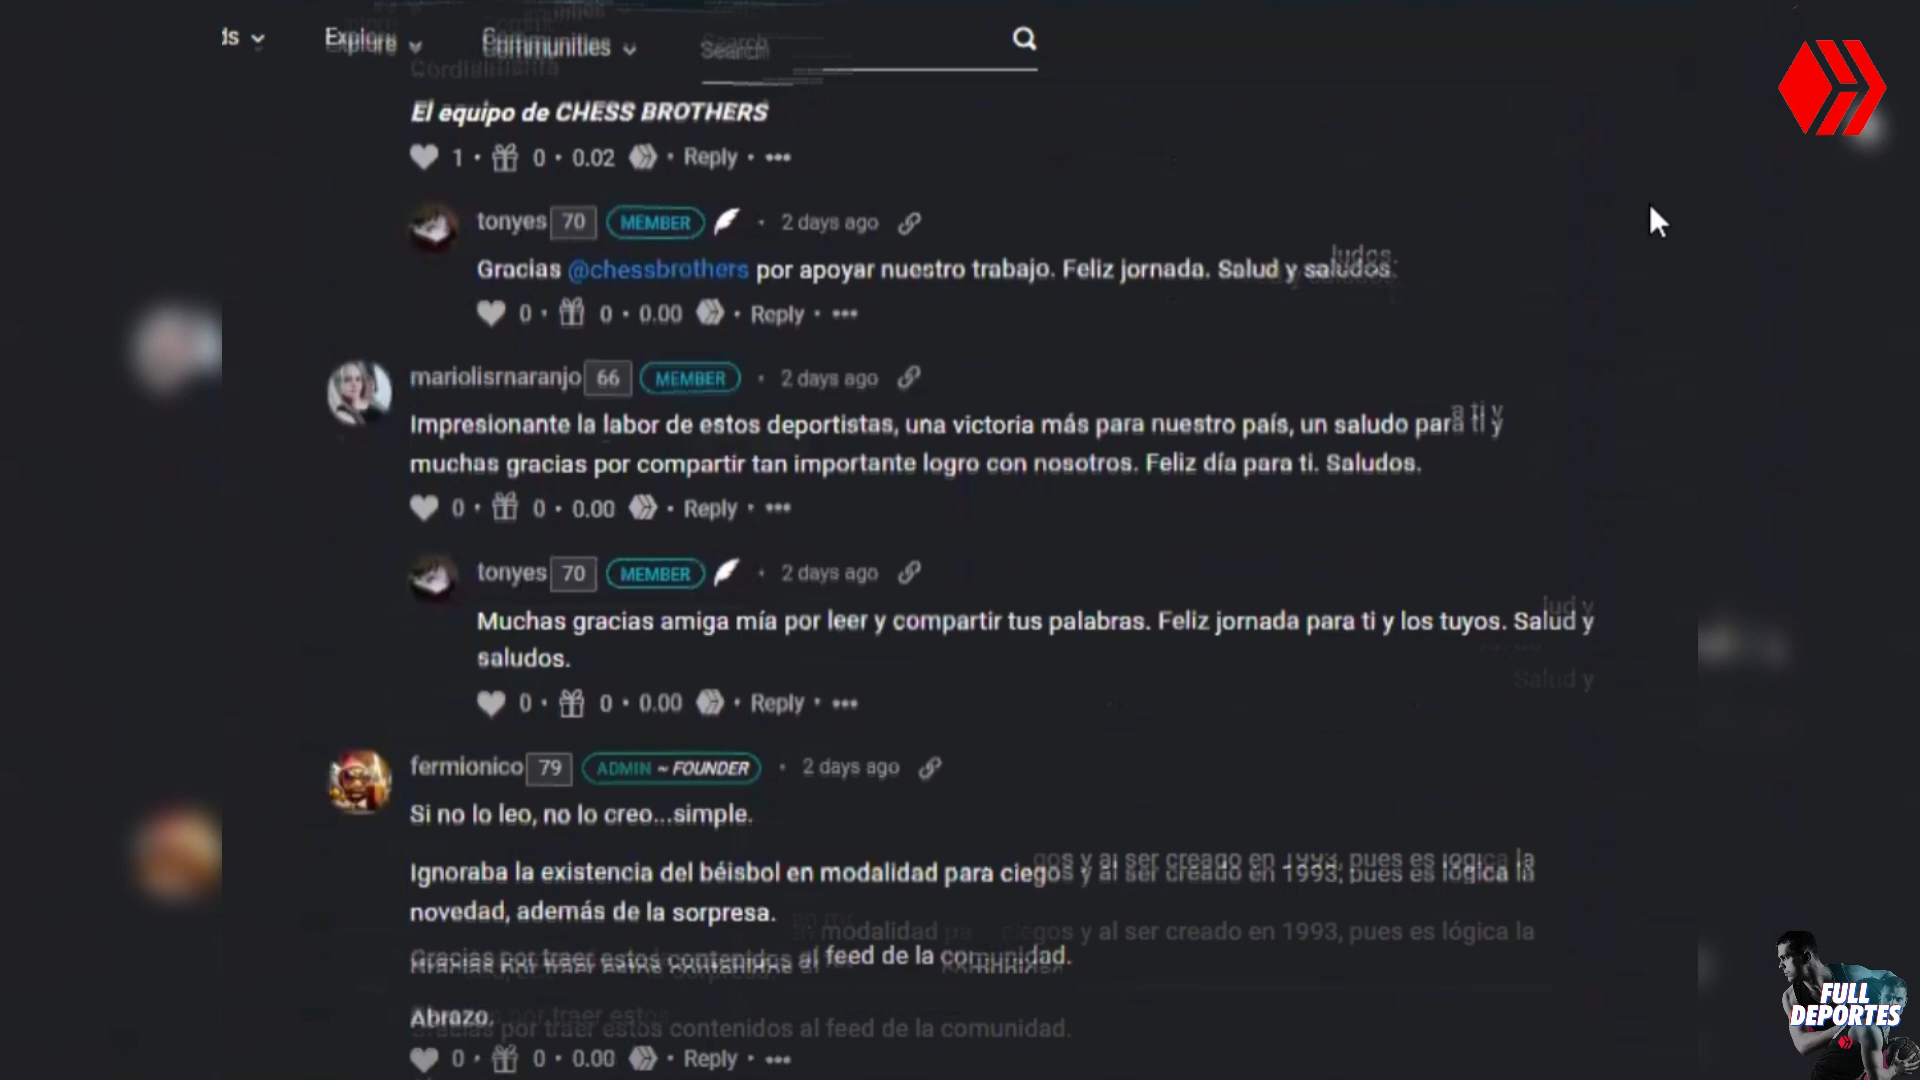 ds
Explore
Communities
Search
Cordialmente
El equipo de CHESS BROTHERS
1 • 0 • 0.02 • Reply • •••
tonyes 70 MEMBER • 2 days ago
Gracias @chessbrothers por apoyar nuestro trabajo. Feliz jornada. Salud y saludos.
0 • 0 • 0.00 • Reply • •••
mariolisrnaranjo 66 MEMBER • 2 days ago
Impresionante la labor de estos deportistas, una victoria más para nuestro país, un saludo para ti y
muchas gracias por compartir tan importante logro con nosotros. Feliz día para ti. Saludos.
0 • 0 • 0.00 • Reply • •••
tonyes 70 MEMBER • 2 days ago
Muchas gracias amiga mía por leer y compartir tus palabras. Feliz jornada para ti y los tuyos. Salud y
saludos.
0 • 0 • 0.00 • Reply • •••
fermionico 79 ADMIN ~ FOUNDER • 2 days ago
Si no lo leo, no lo creo...simple.
Ignoraba la existencia del béisbol en modalidad para ciegos y al ser creado en 1993, pues es lógica la
novedad, además de la sorpresa.
Gracias por traer estos contenidos al feed de la comunidad.
Abrazo.
0 • 0 • 0.00 • Reply • •••
FULL
DEPORTES